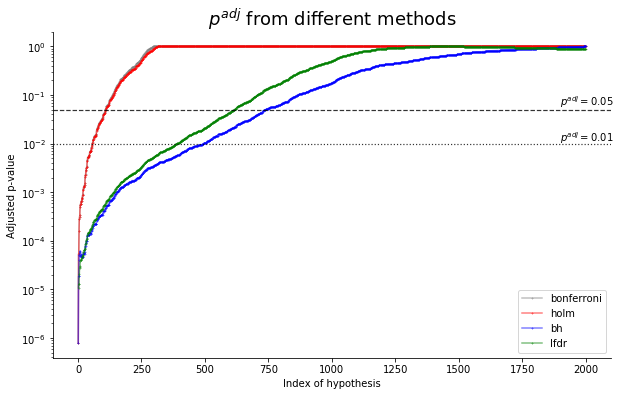 p^adj from different methods
10^0
10^-1
10^-2
10^-3
10^-4
10^-5
10^-6
Adjusted p-value
p^adj = 0.05
p^adj = 0.01
bonferroni
holm
bh
lfdr
0 250 500 750 1000 1250 1500 1750 2000
Index of hypothesis